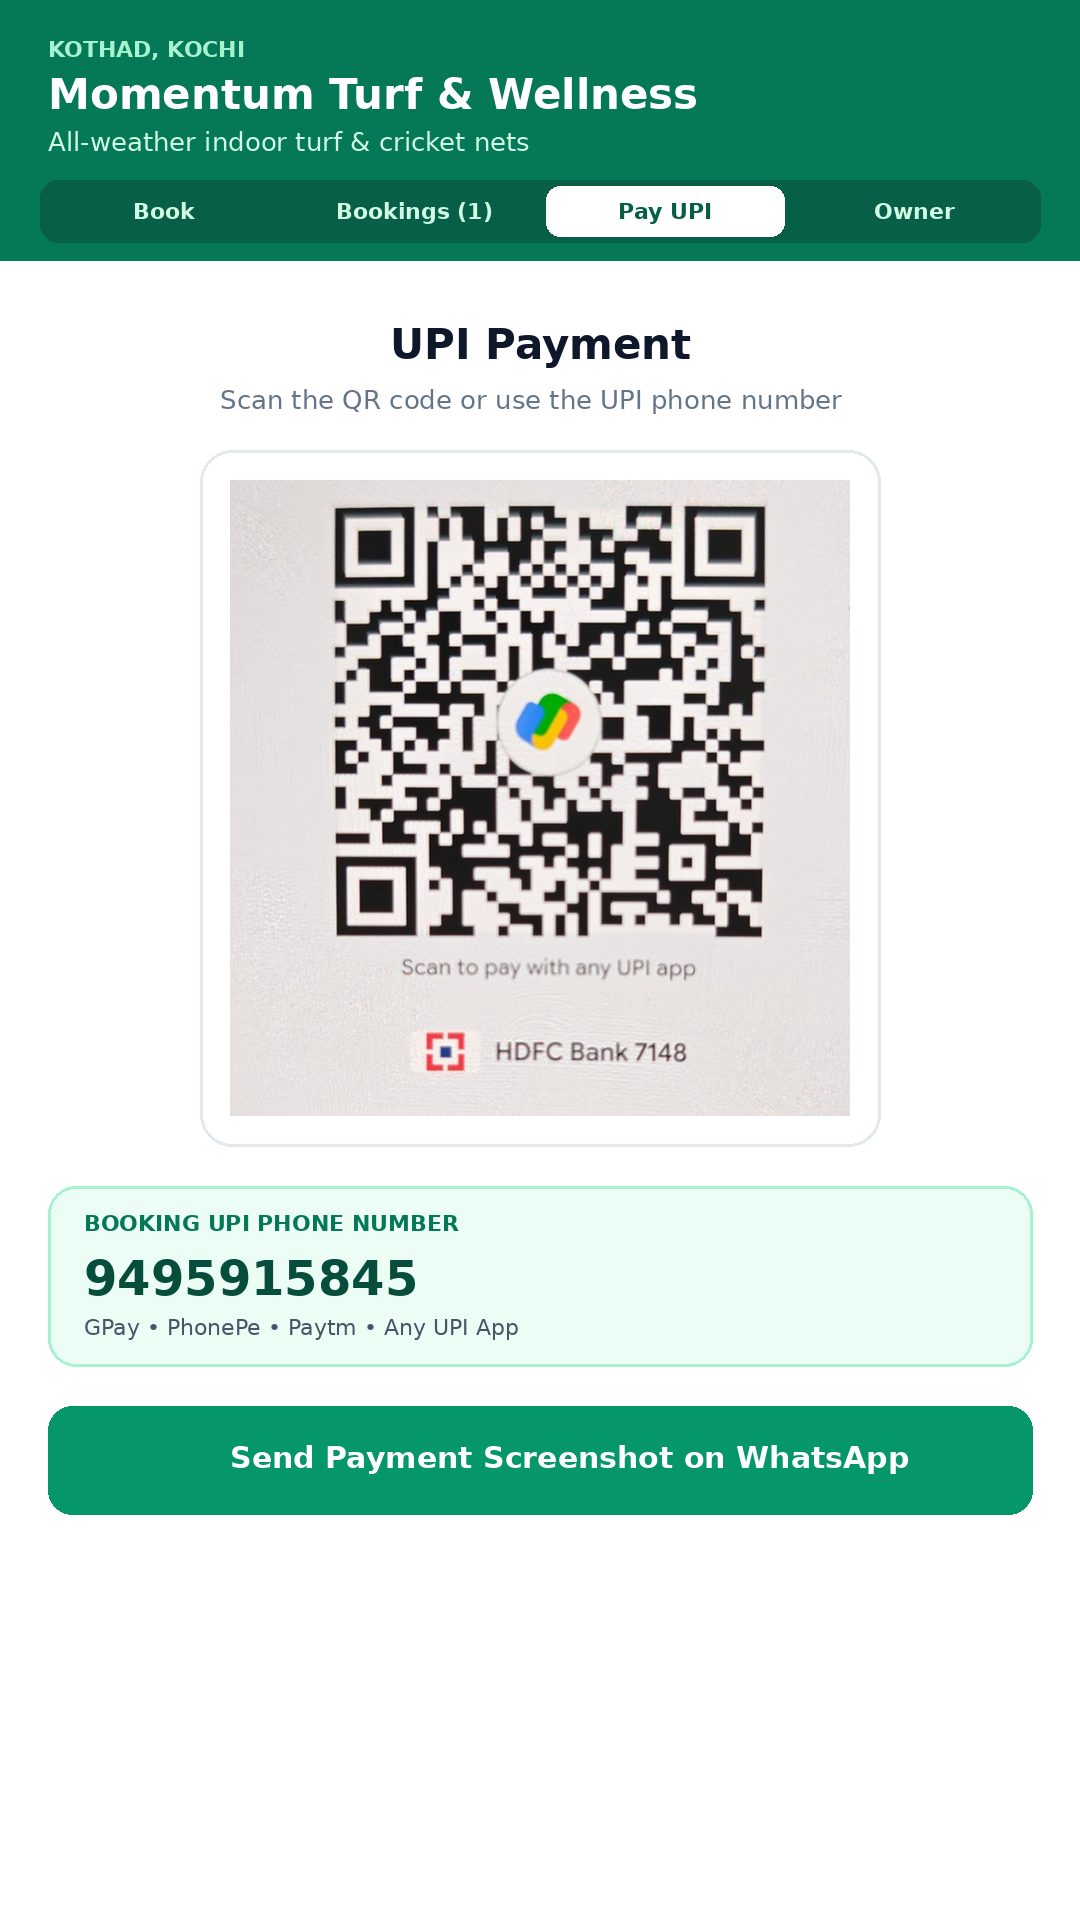 KOTHAD, KOCHI
Momentum Turf & Wellness
All-weather indoor turf & cricket nets
Book Bookings (1) Pay UPI Owner
UPI Payment
Scan the QR code or use the UPI phone number
Scan to pay with any UPI app
HDFC Bank 7148
BOOKING UPI PHONE NUMBER
9495915845
GPay • PhonePe • Paytm • Any UPI App
Send Payment Screenshot on WhatsApp